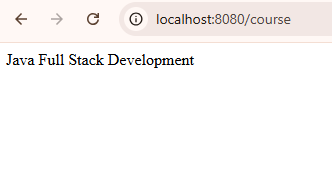 localhost:8080/course
Java Full Stack Development